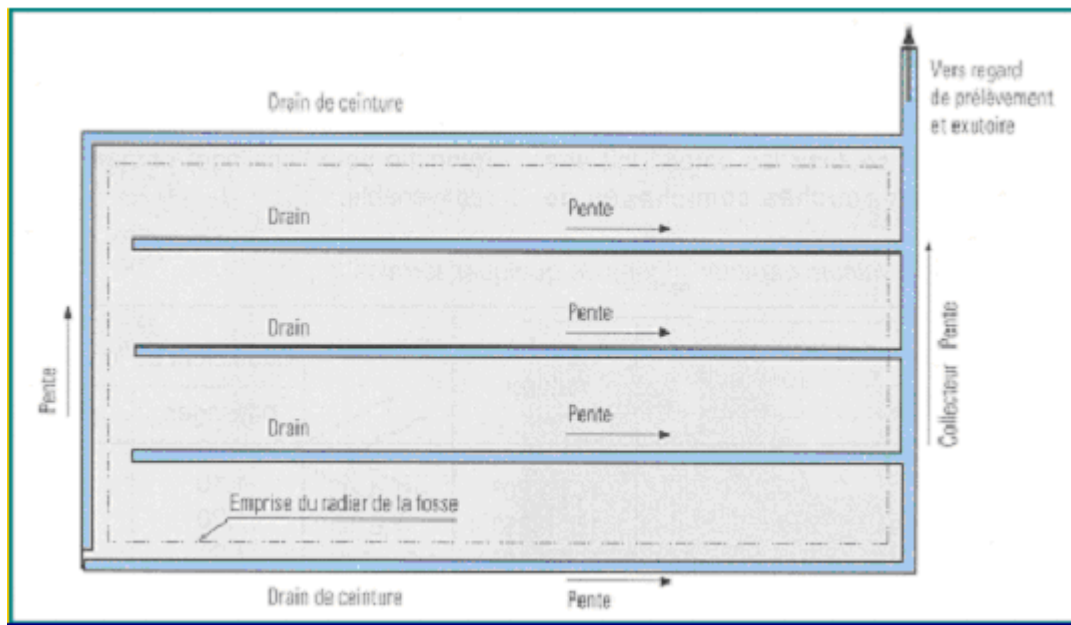 Vers regard
de prélèvement
et exutoire
Drain de ceinture
Drain
Pente
Drain
Pente
Pente
Collecteur Pente
Drain
Pente
Emprise du radier de la fosse
Drain de ceinture
Pente